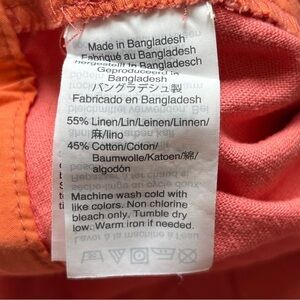 Made in Bangladesh
Fabriqué au Bangladesh
hergestellt in Bangladesch
Geproduceerd in
Bangladesh
バングラデシュ製
Fabricado en Bangladesh
55% Linen/Lin/Leinen/Linnen/
麻/lino
45% Cotton/Coton/
Baumwolle/Katoen/綿/
algodón
Machine wash cold with
like colors. Non chlorine
bleach only, Tumble dry
low. Warm iron if needed.